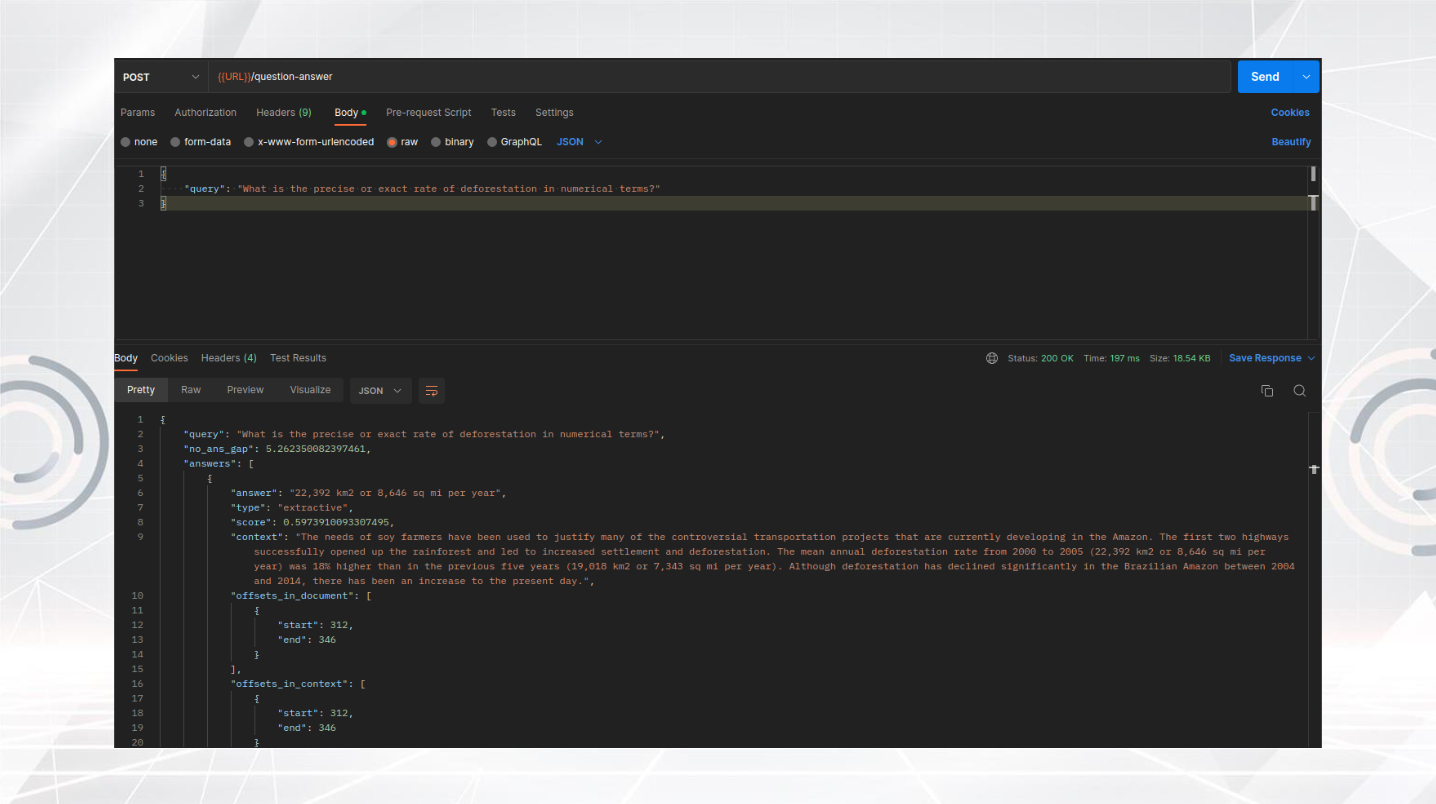 POST {{URL}}/question-answer Send
Params Authorization Headers (9) Body Pre-request Script Tests Settings Cookies
none form-data x-www-form-urlencoded raw binary GraphQL JSON Beautify
1 {
2 "query": "What is the precise or exact rate of deforestation in numerical terms?"
3 }
Body Cookies Headers (4) Test Results Status: 200 OK Time: 197 ms Size: 18.54 KB Save Response
Pretty Raw Preview Visualize JSON
1 {
2 "query": "What is the precise or exact rate of deforestation in numerical terms?",
3 "no_ans_gap": 5.262350082397461,
4 "answers": [
5 {
6 "answer": "22,392 km2 or 8,646 sq mi per year",
7 "type": "extractive",
8 "score": 0.5973910093307495,
9 "context": "The needs of soy farmers have been used to justify many of the controversial transportation projects that are currently developing in the Amazon. The first two highways
successfully opened up the rainforest and led to increased settlement and deforestation. The mean annual deforestation rate from 2000 to 2005 (22,392 km2 or 8,646 sq mi per
year) was 18% higher than in the previous five years (19,018 km2 or 7,343 sq mi per year). Although deforestation has declined significantly in the Brazilian Amazon between 2004
and 2014, there has been an increase to the present day.",
10 "offsets_in_document": [
11 {
12 "start": 312,
13 "end": 346
14 }
15 ],
16 "offsets_in_context": [
17 {
18 "start": 312,
19 "end": 346
20 }